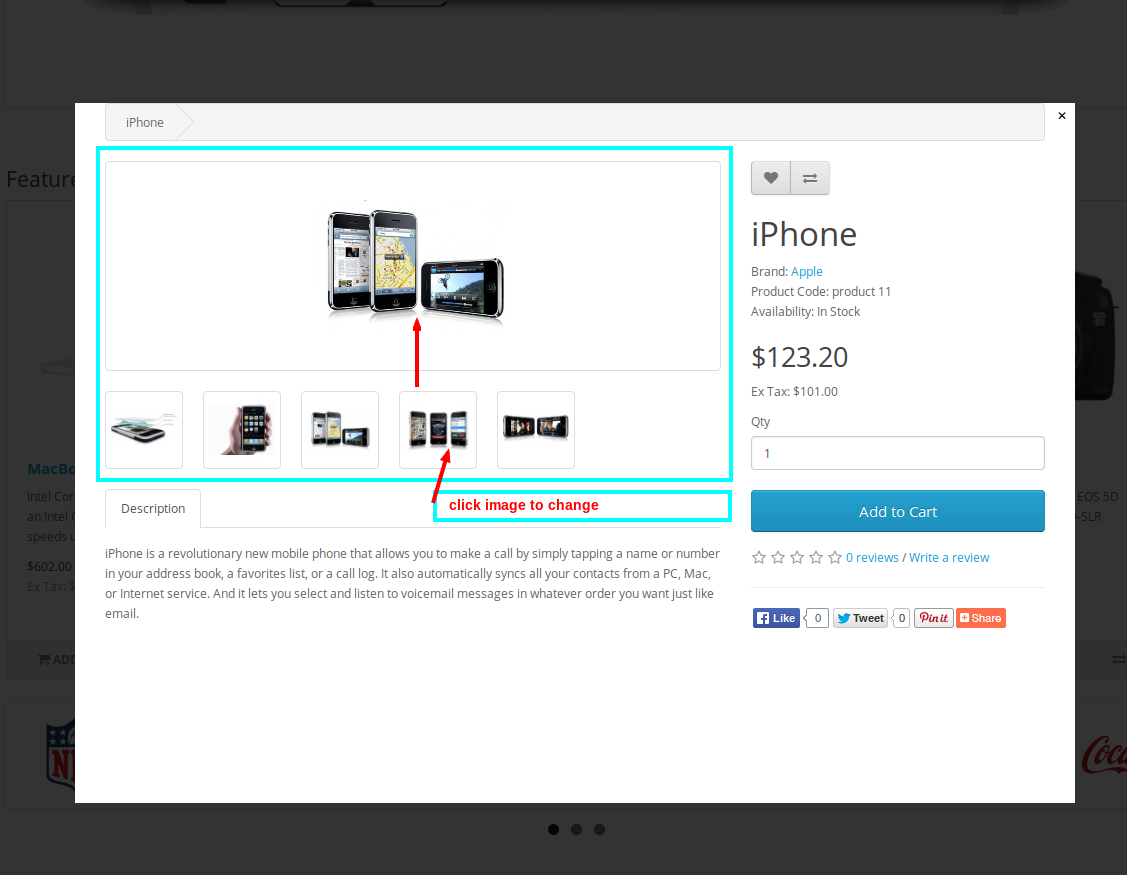 iPhone
×
Feature
iPhone
Brand: Apple
Product Code: product 11
Availability: In Stock
$123.20
Ex Tax: $101.00
Qty
1
Add to Cart
0 reviews / Write a review
Like 0 Tweet 0 Pin it Share
click image to change
Description
iPhone is a revolutionary new mobile phone that allows you to make a call by simply tapping a name or number
in your address book, a favorites list, or a call log. It also automatically syncs all your contacts from a PC, Mac,
or Internet service. And it lets you select and listen to voicemail messages in whatever order you want just like
email.
MacBo
Intel Cor
an Intel C
speeds u
$602.00
Ex Tax: $
ADD
EOS 5D
-SLR
Coca